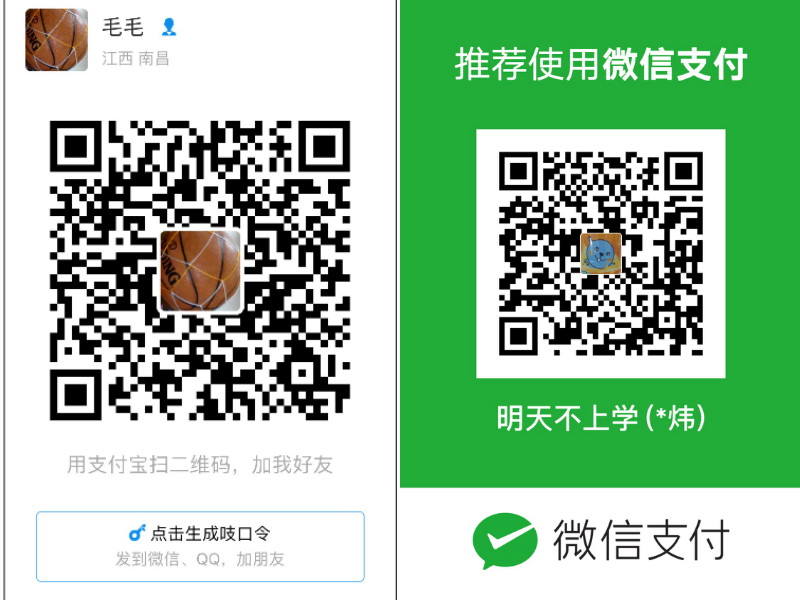 毛毛
江西 南昌
用支付宝扫二维码，加我好友
点击生成吱口令
发到微信、QQ，加朋友
推荐使用微信支付
明天不上学(*炜)
微信支付